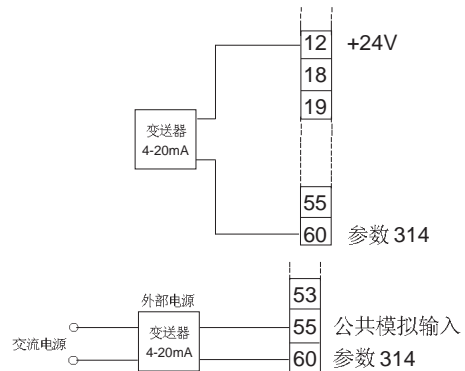 12 +24V
18
19
变送器
4-20mA
55
60 参数 314
53
外部电源
55 公共模拟输入
变送器
交流电源
4-20mA
60 参数 314